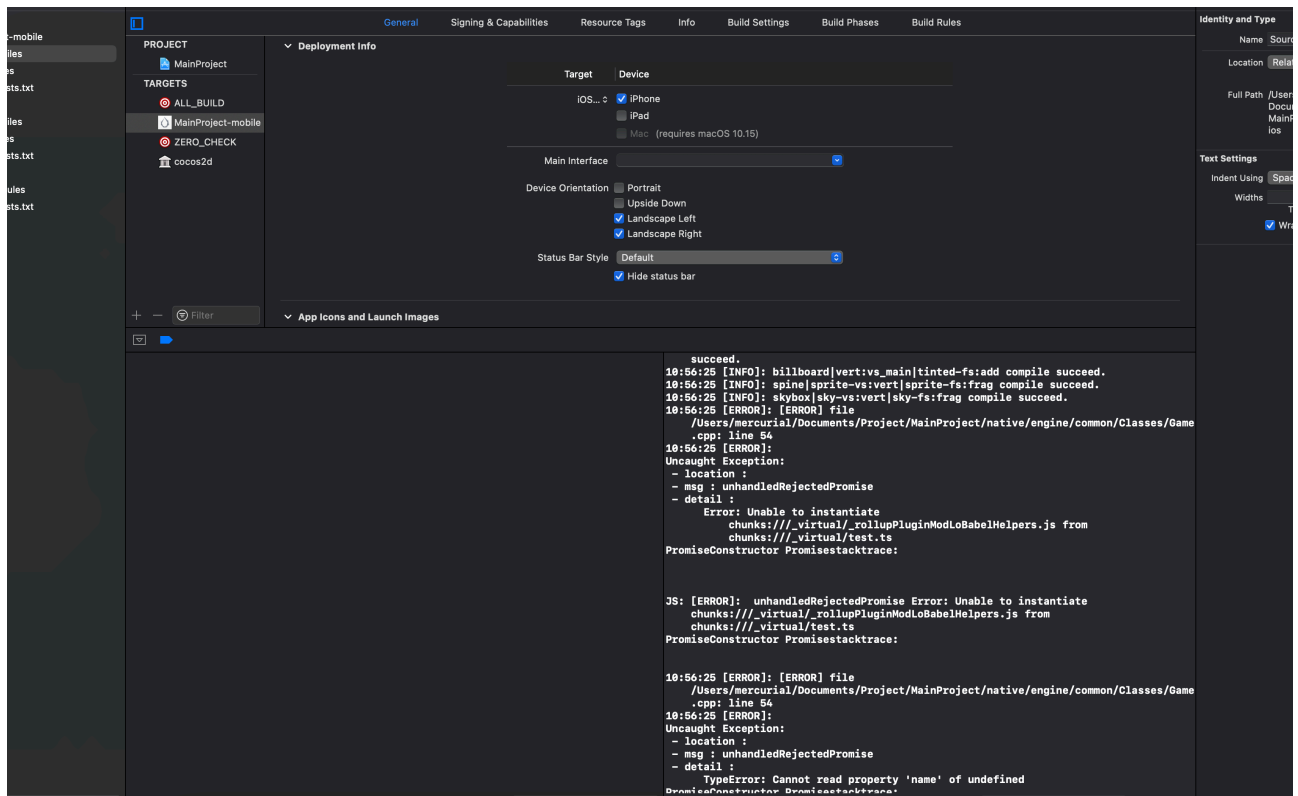 -mobile
iles
es
sts.txt
iles
es
sts.txt
ules
sts.txt
General Signing & Capabilities Resource Tags Info Build Settings Build Phases Build Rules
PROJECT
MainProject
TARGETS
ALL_BUILD
MainProject-mobile
ZERO_CHECK
cocos2d
Filter
Deployment Info
Target Device
iOS... iPhone
iPad
Mac (requires macOS 10.15)
Main Interface
Device Orientation Portrait
Upside Down
Landscape Left
Landscape Right
Status Bar Style Default
Hide status bar
App Icons and Launch Images
succeed.
10:56:25 [INFO]: billboard|vert:vs_main|tinted-fs:add compile succeed.
10:56:25 [INFO]: spine|sprite-vs:vert|sprite-fs:frag compile succeed.
10:56:25 [INFO]: skybox|sky-vs:vert|sky-fs:frag compile succeed.
10:56:25 [ERROR]: [ERROR] file
/Users/mercurial/Documents/Project/MainProject/native/engine/common/Classes/Game
.cpp: line 54
10:56:25 [ERROR]:
Uncaught Exception:
- location :
- msg : unhandledRejectedPromise
- detail :
Error: Unable to instantiate
chunks:///_virtual/_rollupPluginModLoBabelHelpers.js from
chunks:///_virtual/test.ts
PromiseConstructor Promisestacktrace:
JS: [ERROR]: unhandledRejectedPromise Error: Unable to instantiate
chunks:///_virtual/_rollupPluginModLoBabelHelpers.js from
chunks:///_virtual/test.ts
PromiseConstructor Promisestacktrace:
10:56:25 [ERROR]: [ERROR] file
/Users/mercurial/Documents/Project/MainProject/native/engine/common/Classes/Game
.cpp: line 54
10:56:25 [ERROR]:
Uncaught Exception:
- location :
- msg : unhandledRejectedPromise
- detail :
TypeError: Cannot read property 'name' of undefined
PromiseConstructor Promisestacktrace:
Identity and Type
Name Sour
Location Rela
Full Path /User
Docu
MainP
ios
Text Settings
Indent Using Spac
Widths
T
Wra